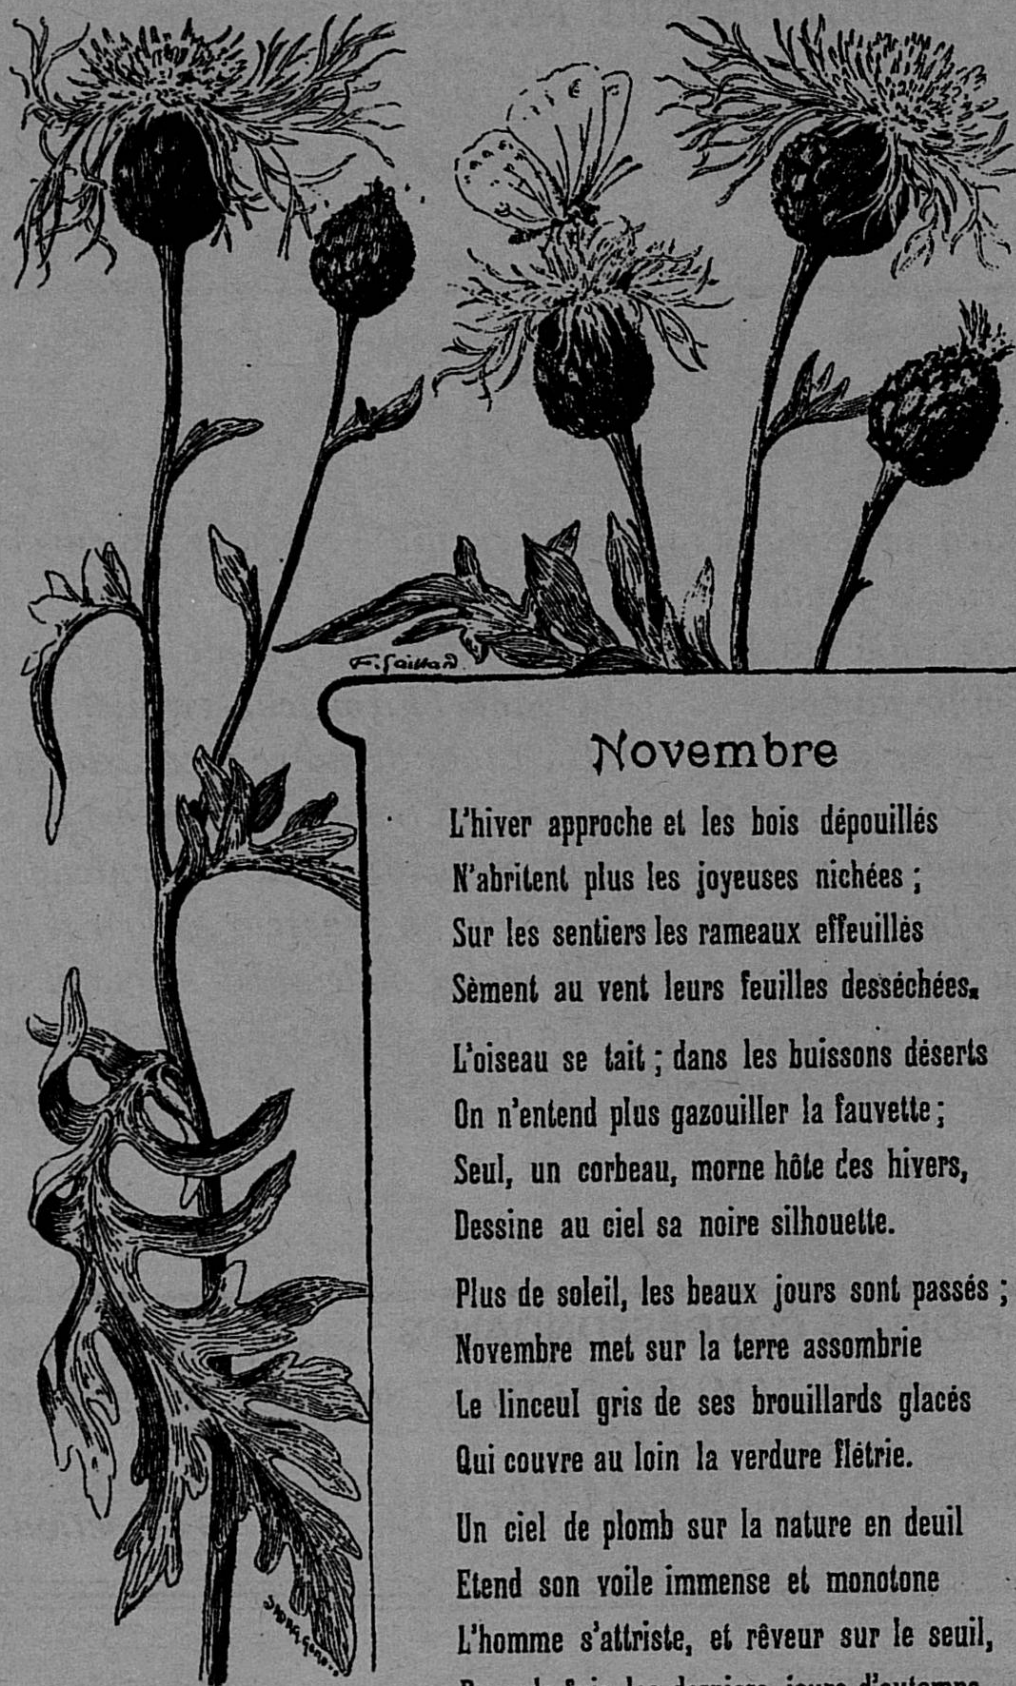 F. Gaillard
Novembre
L'hiver approche et les bois dépouillés
N'abritent plus les joyeuses nichées ;
Sur les sentiers les rameaux effeuillés
Sèment au vent leurs feuilles desséchées.
L'oiseau se tait ; dans les buissons déserts
On n'entend plus gazouiller la fauvette ;
Seul, un corbeau, morne hôte des hivers,
Dessine au ciel sa noire silhouette.
Plus de soleil, les beaux jours sont passés ;
Novembre met sur la terre assombrie
Le linceul gris de ses brouillards glacés
Qui couvre au loin la verdure flétrie.
Un ciel de plomb sur la nature en deuil
Etend son voile immense et monotone
L'homme s'attriste, et rêveur sur le seuil,
les derniers jours d'automne